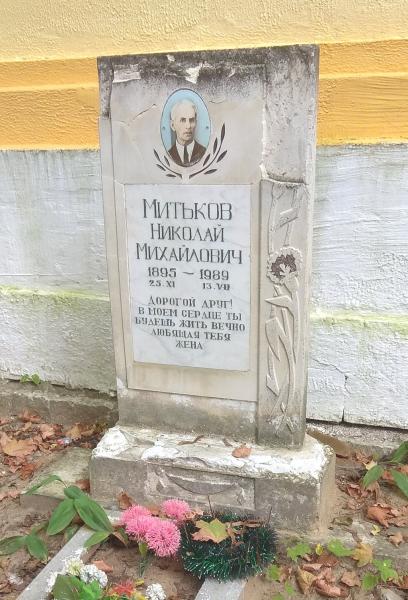 МИТЬКОВ
НИКОЛАЙ
МИХАЙЛОВИЧ
1895 — 1989
25.XI 13.VII
ДОРОГОЙ ДРУГ!
В МОЕМ СЕРДЦЕ ТЫ
БУДЕШЬ ЖИТЬ ВЕЧНО
ЛЮБЯЩАЯ ТЕБЯ
ЖЕНА